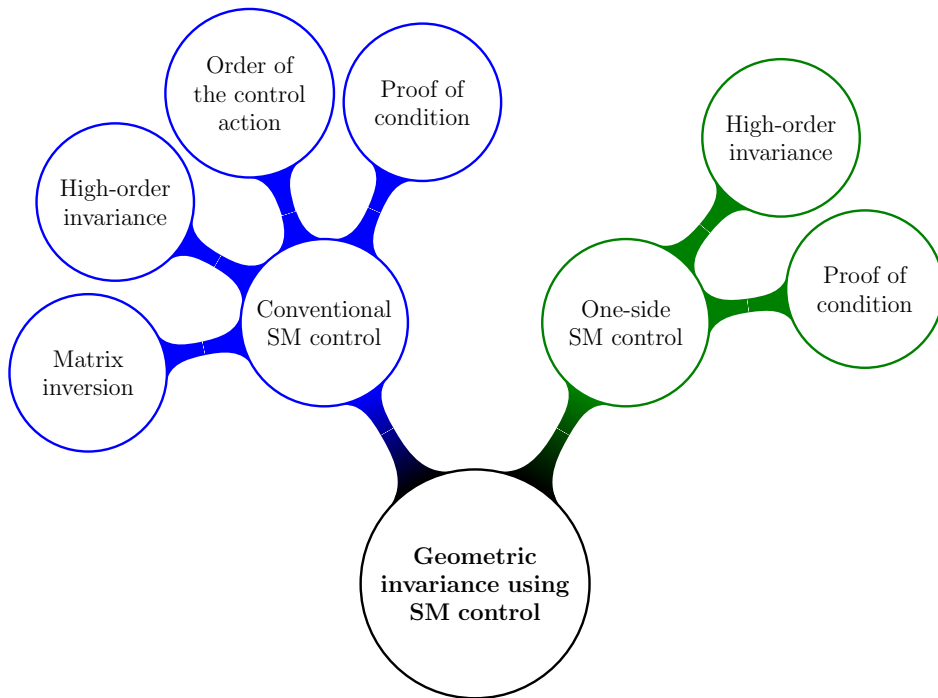 Order of
the control
action
Proof of
condition
High-order
invariance
High-order
invariance
Proof of
condition
Conventional
SM control
One-side
SM control
Matrix
inversion
Geometric
invariance using
SM control